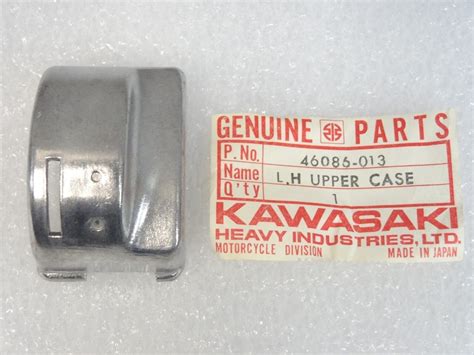 GENUINE PARTS
P.No. 46086-013
Name L.H UPPER CASE
Q'ty 1
KAWASAKI
HEAVY INDUSTRIES, LTD.
MOTORCYCLE DIVISION MADE IN JAPAN